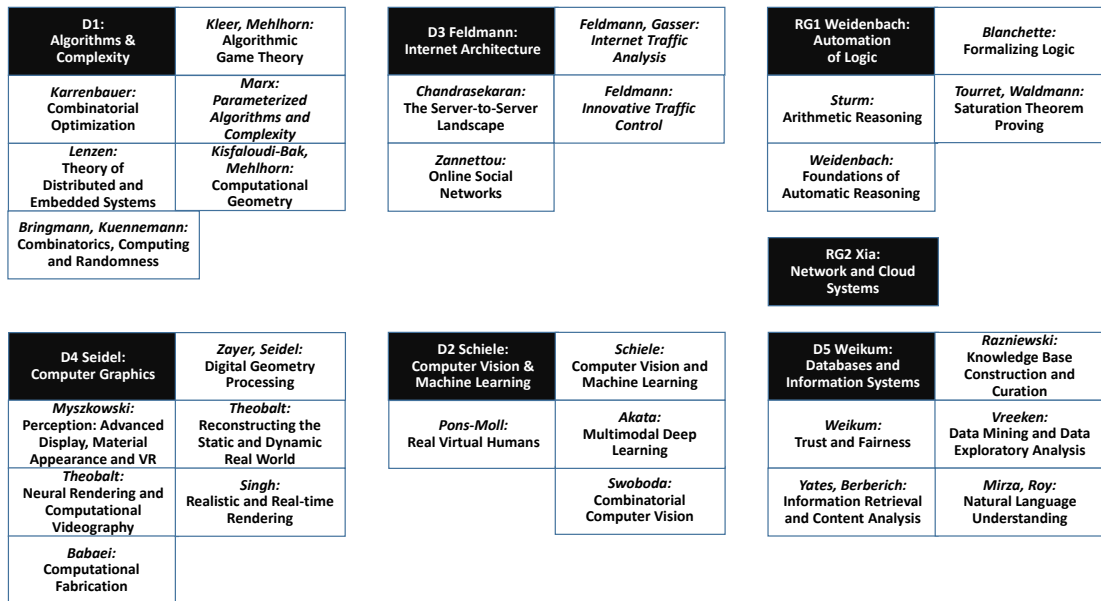 D1:
Algorithms &
Complexity
Kleer, Mehlhorn:
Algorithmic
Game Theory
Karrenbauer:
Combinatorial
Optimization
Marx:
Parameterized
Algorithms and
Complexity
Lenzen:
Theory of
Distributed and
Embedded Systems
Kisfaloudi-Bak,
Mehlhorn:
Computational
Geometry
Bringmann, Kuennemann:
Combinatorics, Computing
and Randomness
D3 Feldmann:
Internet Architecture
Feldmann, Gasser:
Internet Traffic
Analysis
Chandrasekaran:
The Server-to-Server
Landscape
Feldmann:
Innovative Traffic
Control
Zannettou:
Online Social
Networks
RG1 Weidenbach:
Automation
of Logic
Blanchette:
Formalizing Logic
Sturm:
Arithmetic Reasoning
Tourret, Waldmann:
Saturation Theorem
Proving
Weidenbach:
Foundations of
Automatic Reasoning
RG2 Xia:
Network and Cloud
Systems
D4 Seidel:
Computer Graphics
Zayer, Seidel:
Digital Geometry
Processing
Myszkowski:
Perception: Advanced
Display, Material
Appearance and VR
Theobalt:
Reconstructing the
Static and Dynamic
Real World
Theobalt:
Neural Rendering and
Computational
Videography
Singh:
Realistic and Real-time
Rendering
Babaei:
Computational
Fabrication
D2 Schiele:
Computer Vision &
Machine Learning
Schiele:
Computer Vision and
Machine Learning
Pons-Moll:
Real Virtual Humans
Akata:
Multimodal Deep
Learning
Swoboda:
Combinatorial
Computer Vision
D5 Weikum:
Databases and
Information Systems
Razniewski:
Knowledge Base
Construction and
Curation
Weikum:
Trust and Fairness
Vreeken:
Data Mining and Data
Exploratory Analysis
Yates, Berberich:
Information Retrieval
and Content Analysis
Mirza, Roy:
Natural Language
Understanding